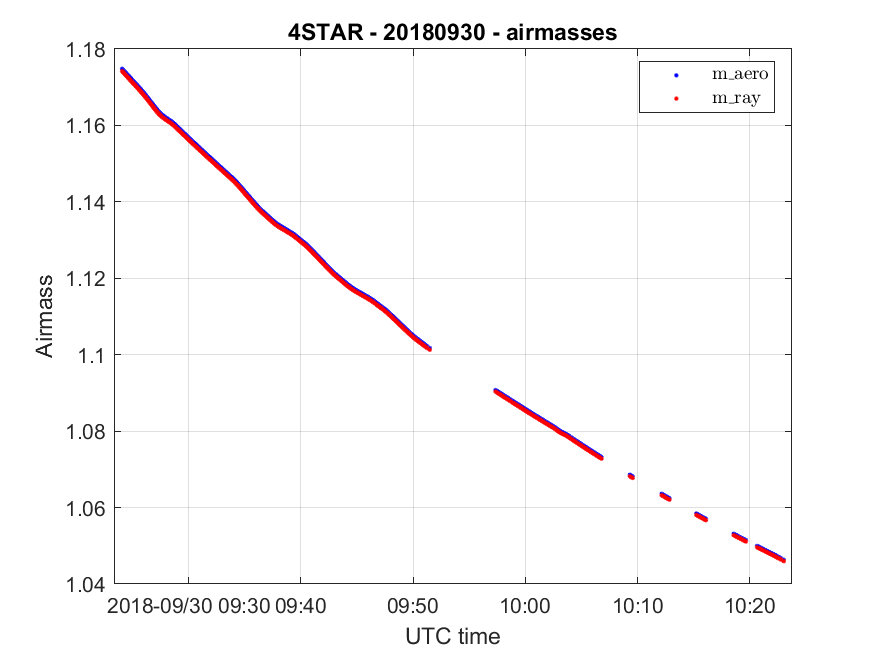 4STAR - 20180930 - airmasses
1.18
1.16
1.14
1.12
1.1
1.08
1.06
1.04
Airmass
m_aero
m_ray
2018-09/30 09:30 09:40 09:50 10:00 10:10 10:20
UTC time